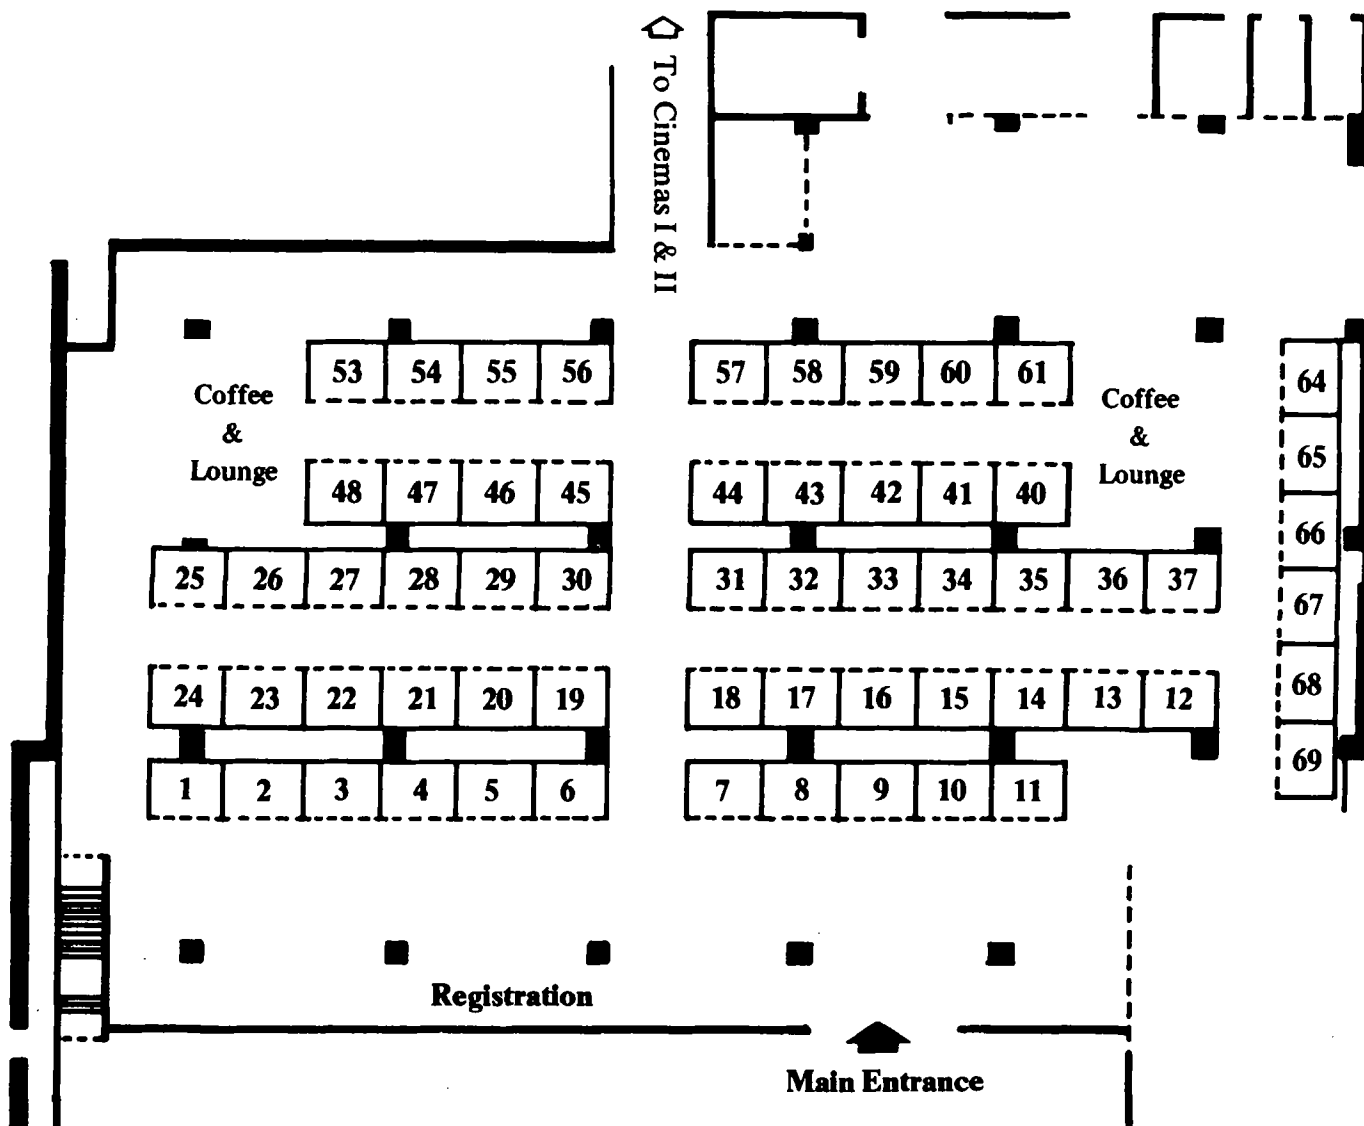 To Cinemas I & II
53 54 55 56 57 58 59 60 61
64
Coffee
&
Lounge
Coffee
&
Lounge
65
48 47 46 45 44 43 42 41 40
66
25 26 27 28 29 30 31 32 33 34 35 36 37
67
24 23 22 21 20 19 18 17 16 15 14 13 12
68
69
1 2 3 4 5 6 7 8 9 10 11
Registration
Main Entrance